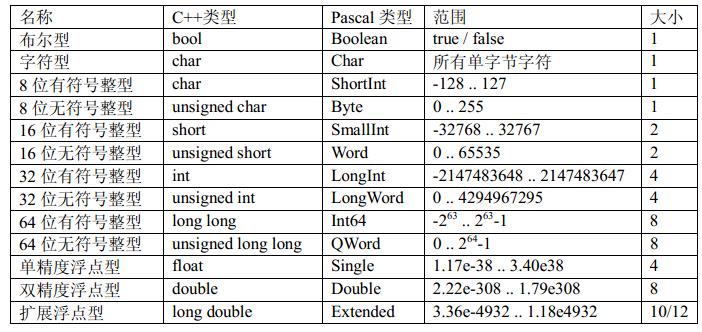 名称 C++类型 Pascal 类型 范围 大小
布尔型 bool Boolean true / false 1
字符型 char Char 所有单字节字符 1
8 位有符号整型 char ShortInt -128 .. 127 1
8 位无符号整型 unsigned char Byte 0 .. 255 1
16 位有符号整型 short SmallInt -32768 .. 32767 2
16 位无符号整型 unsigned short Word 0 .. 65535 2
32 位有符号整型 int LongInt -2147483648 .. 2147483647 4
32 位无符号整型 unsigned int LongWord 0 .. 4294967295 4
64 位有符号整型 long long Int64 -2⁶³ .. 2⁶³-1 8
64 位无符号整型 unsigned long long QWord 0 .. 2⁶⁴-1 8
单精度浮点型 float Single 1.17e-38 .. 3.40e38 4
双精度浮点型 double Double 2.22e-308 .. 1.79e308 8
扩展浮点型 long double Extended 3.36e-4932 .. 1.18e4932 10/12